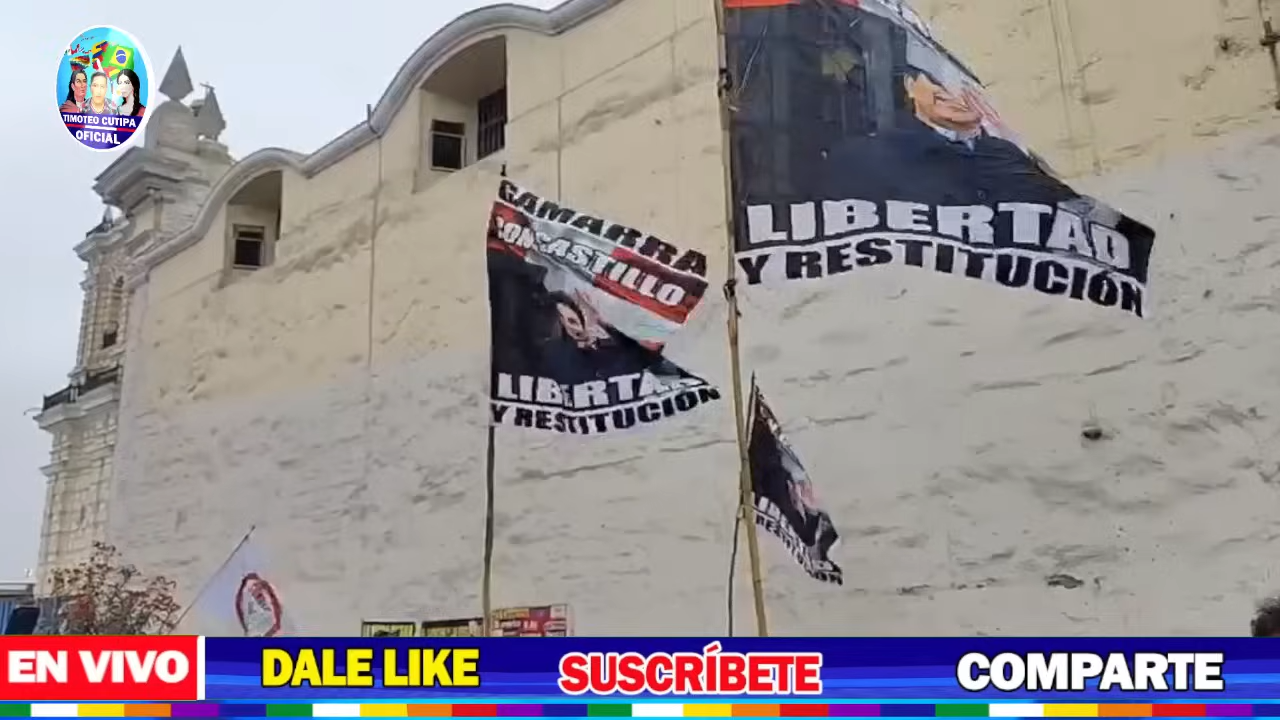 TIMOTEO CUTIPA
OFICIAL
GAMARRA
CON CASTILLO
LIBERTAD
Y RESTITUCIÓN
LIBERTAD
Y RESTITUCIÓN
EN VIVO
DALE LIKE
SUSCRÍBETE
COMPARTE